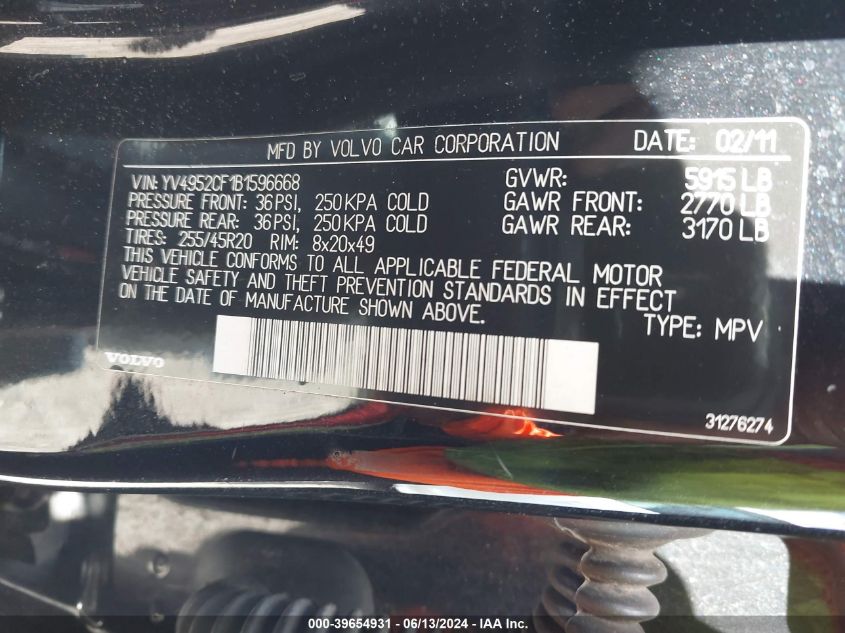 MFD BY VOLVO CAR CORPORATION DATE: 02/11
VIN: YV4952CF1B1596668 GVWR: 5915 LB
PRESSURE FRONT: 36 PSI, 250 KPA COLD GAWR FRONT: 2770 LB
PRESSURE REAR: 36 PSI, 250 KPA COLD GAWR REAR: 3170 LB
TIRES: 255/45R20 RIM: 8x20x49
THIS VEHICLE CONFORMS TO ALL APPLICABLE FEDERAL MOTOR
VEHICLE SAFETY AND THEFT PREVENTION STANDARDS IN EFFECT
ON THE DATE OF MANUFACTURE SHOWN ABOVE.
TYPE: MPV
VOLVO
31276274
000-39654931 - 06/13/2024 - IAA Inc.